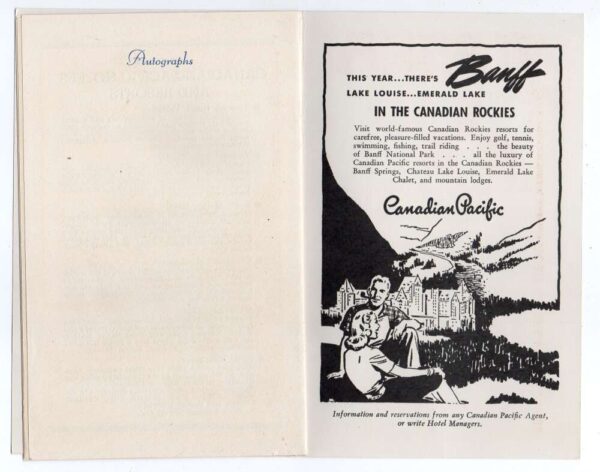 Autographs
THIS YEAR...THERE'S Banff
LAKE LOUISE...EMERALD LAKE
IN THE CANADIAN ROCKIES
Visit world-famous Canadian Rockies resorts for
carefree, pleasure-filled vacations. Enjoy golf, tennis,
swimming, fishing, trail riding . . . the beauty
of Banff National Park . . . all the luxury of
Canadian Pacific resorts in the Canadian Rockies —
Banff Springs, Chateau Lake Louise, Emerald Lake
Chalet, and mountain lodges.
Canadian Pacific
Information and reservations from any Canadian Pacific Agent,
or write Hotel Managers.